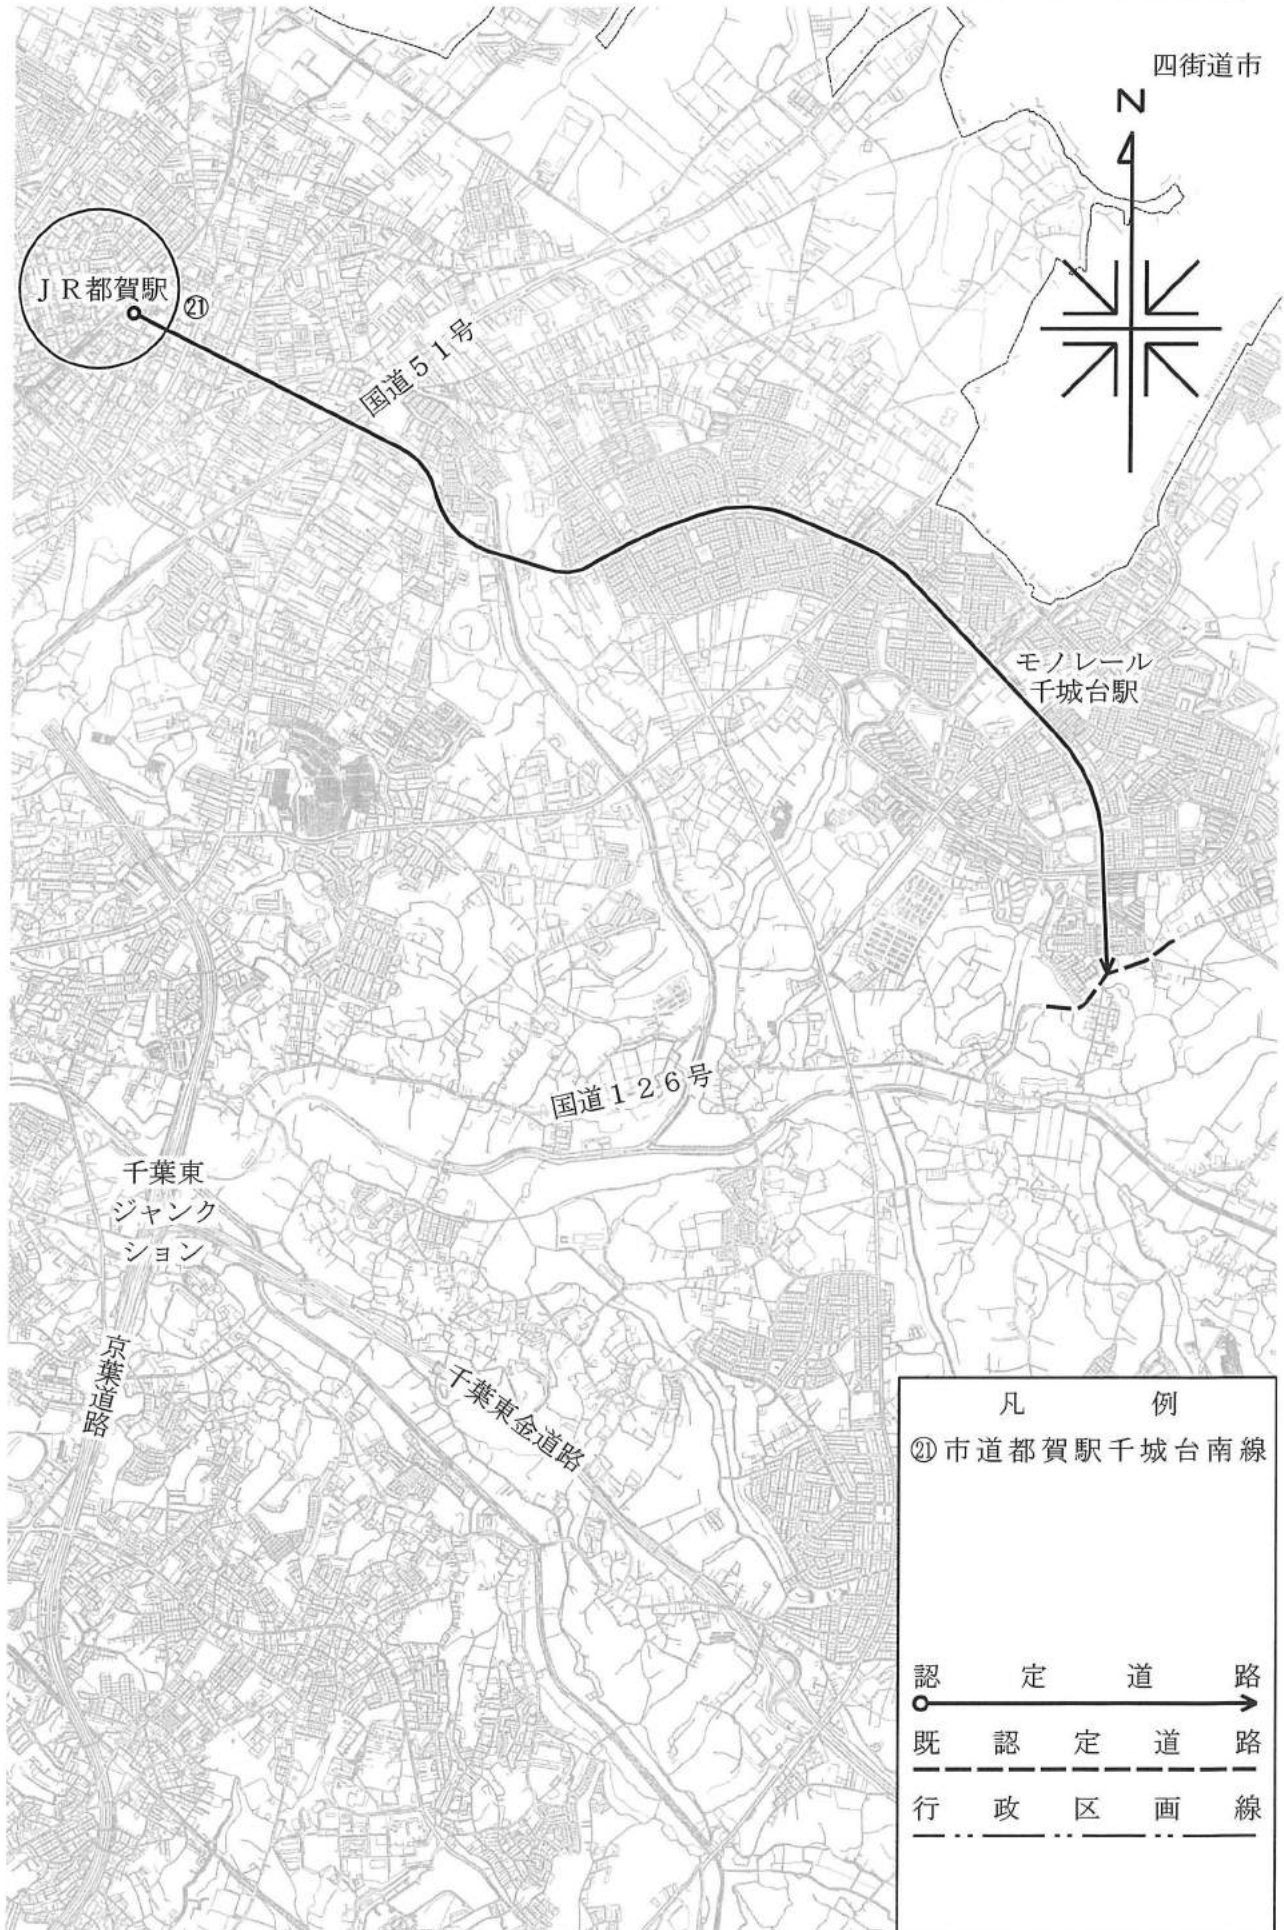 四街道市
N
ＪＲ都賀駅
㉑
国道５１号
モノレール
千城台駅
国道１２６号
千葉東
ジャンク
ション
京葉道路
千葉東金道路
凡例
㉑市道都賀駅千城台南線
認定道路
既認定道路
行政区画線